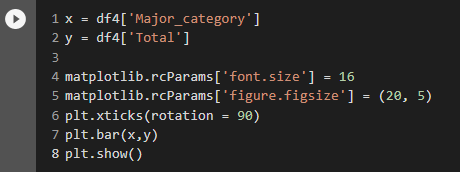 1 x = df4['Major_category']
2 y = df4['Total']
3
4 matplotlib.rcParams['font.size'] = 16
5 matplotlib.rcParams['figure.figsize'] = (20, 5)
6 plt.xticks(rotation = 90)
7 plt.bar(x,y)
8 plt.show()